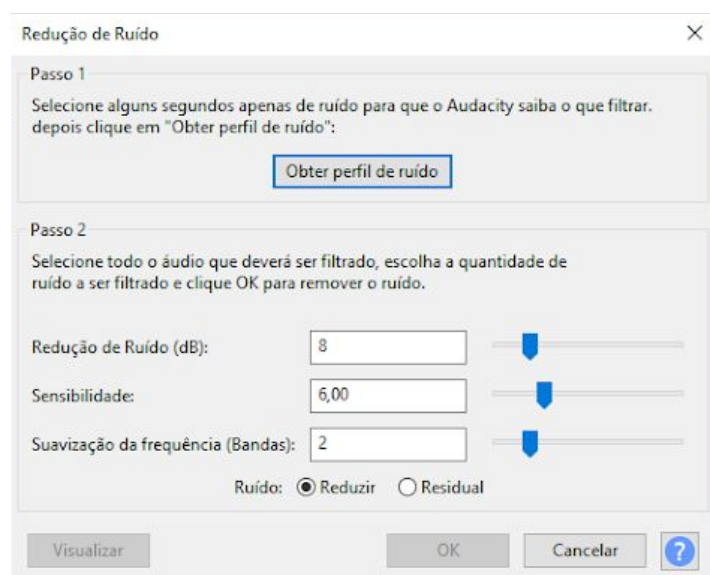 Redução de Ruído
Passo 1
Selecione alguns segundos apenas de ruído para que o Audacity saiba o que filtrar.
depois clique em "Obter perfil de ruído":
Obter perfil de ruído
Passo 2
Selecione todo o áudio que deverá ser filtrado, escolha a quantidade de
ruído a ser filtrado e clique OK para remover o ruído.
Redução de Ruído (dB): 8
Sensibilidade: 6,00
Suavização da frequência (Bandas): 2
Ruído: Reduzir Residual
Visualizar OK Cancelar ?